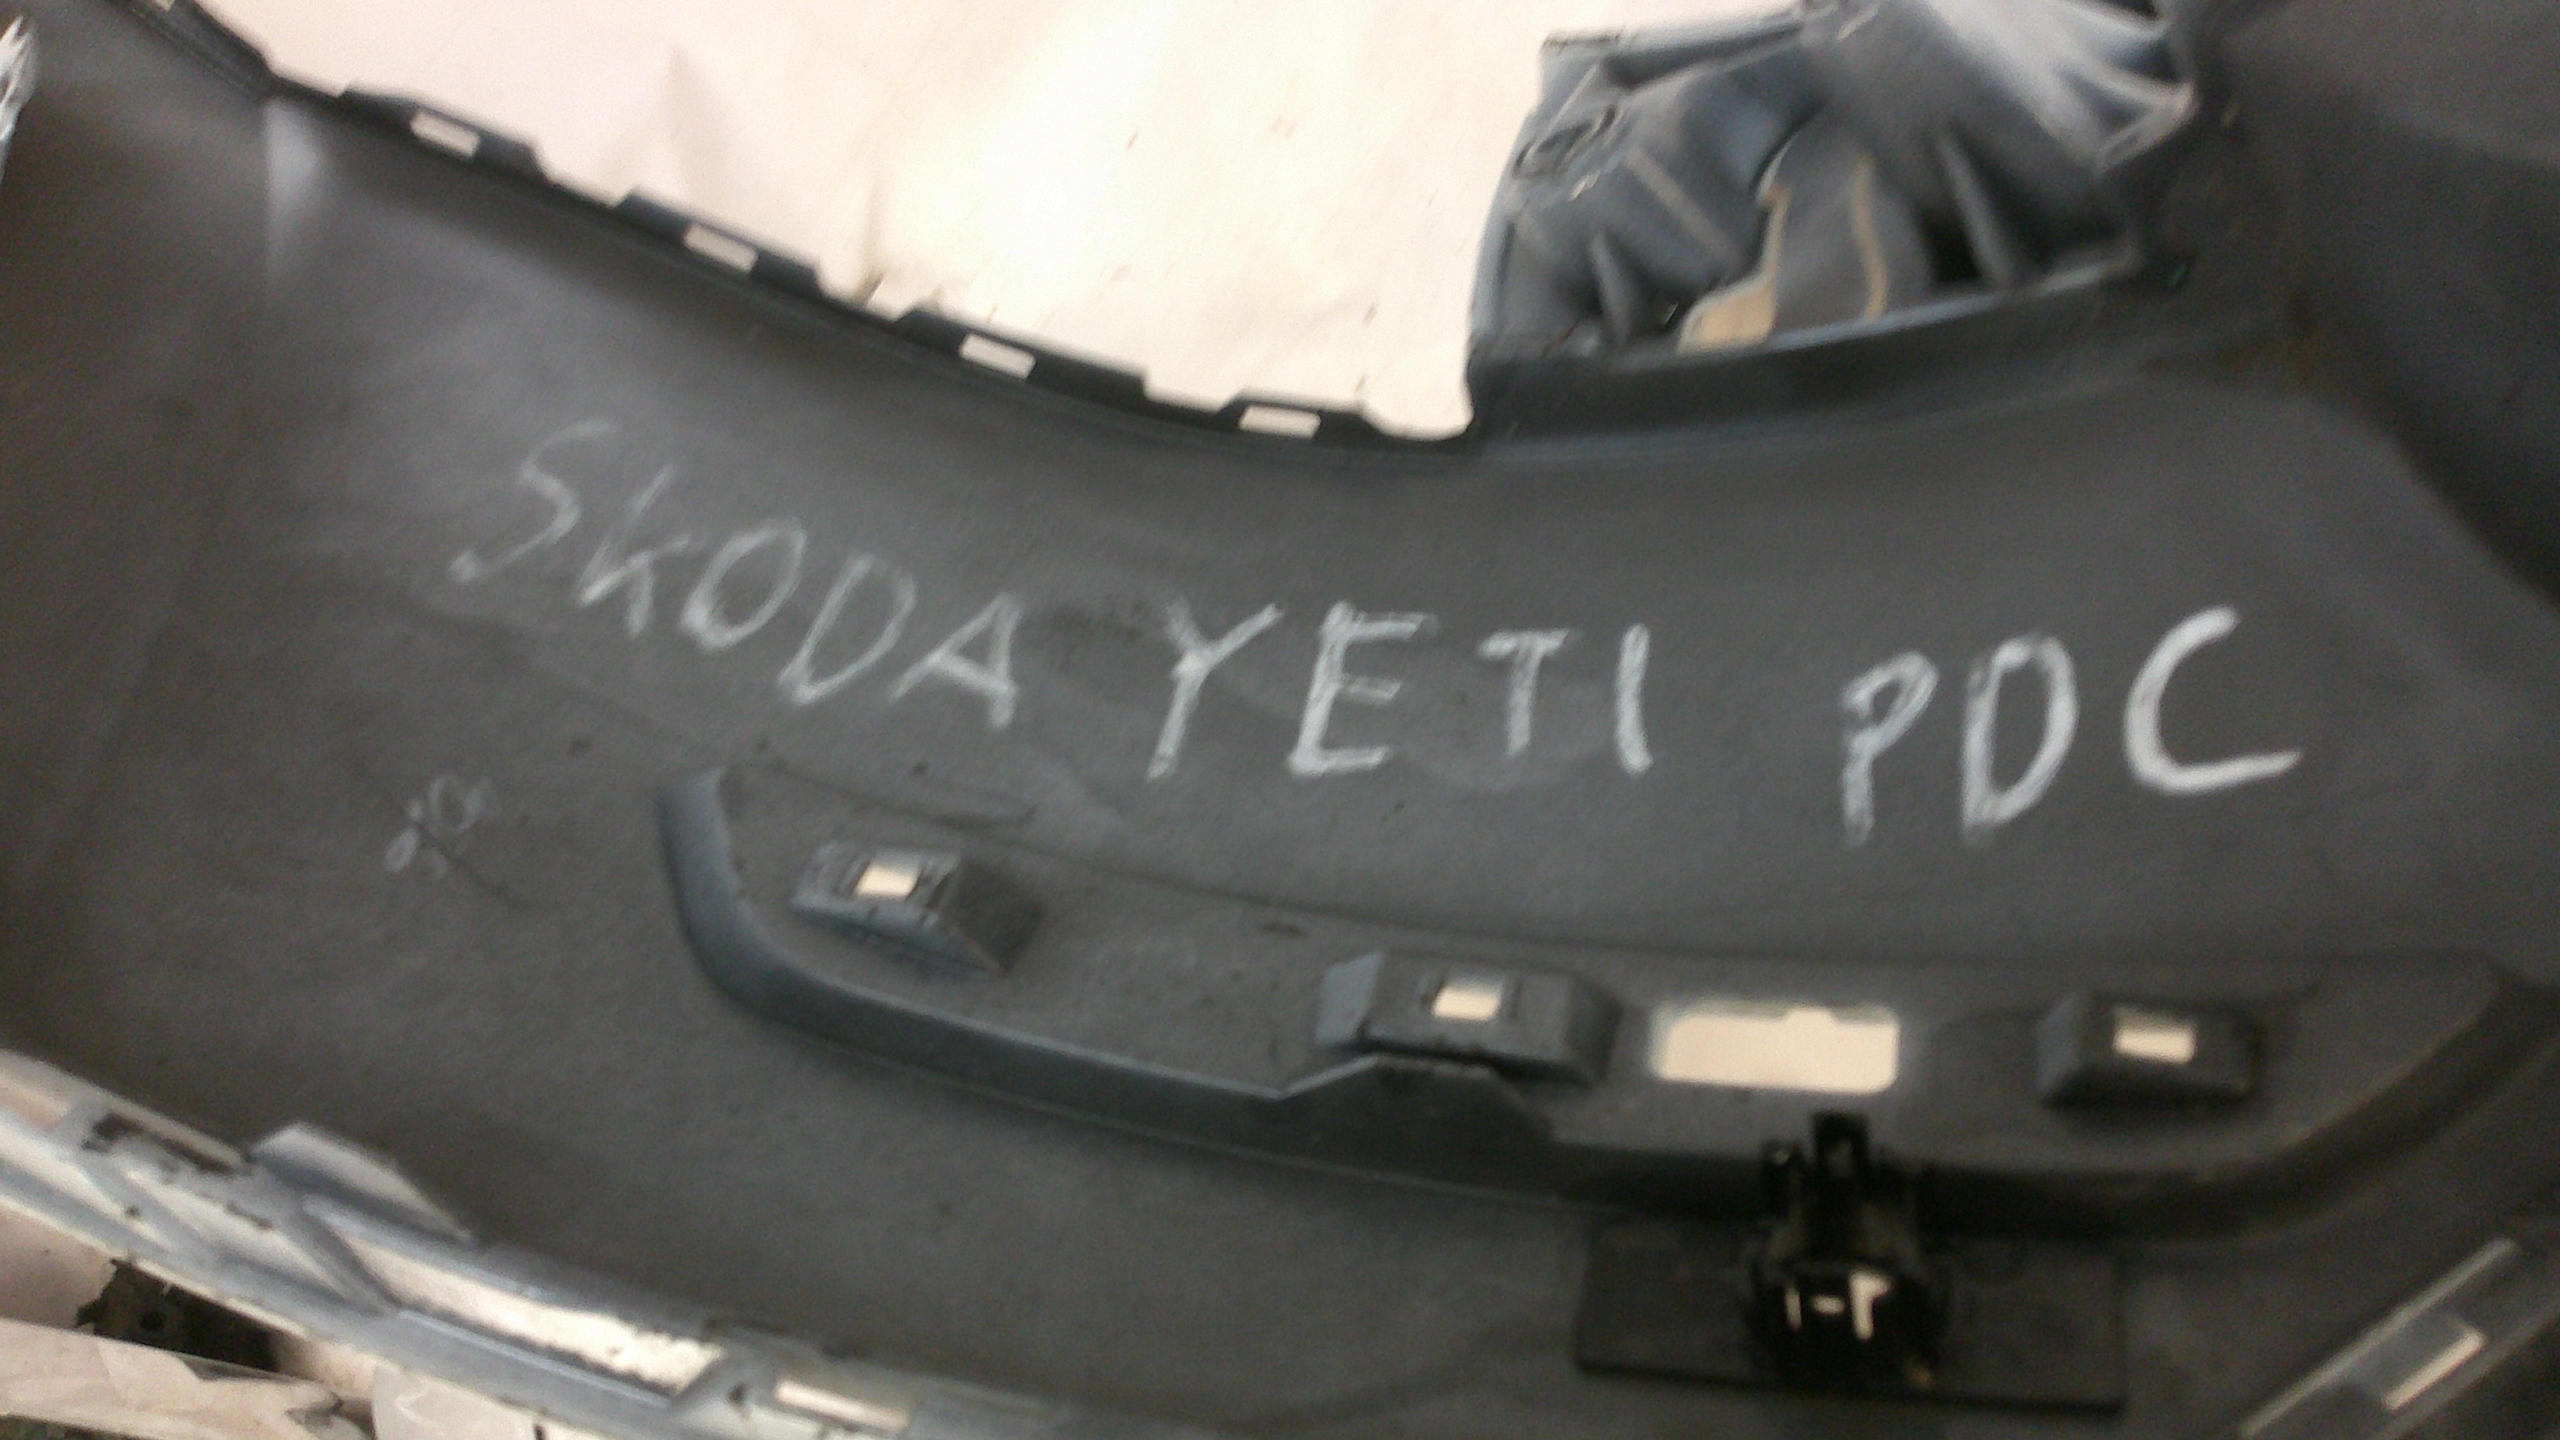 SKODA YETI PDC